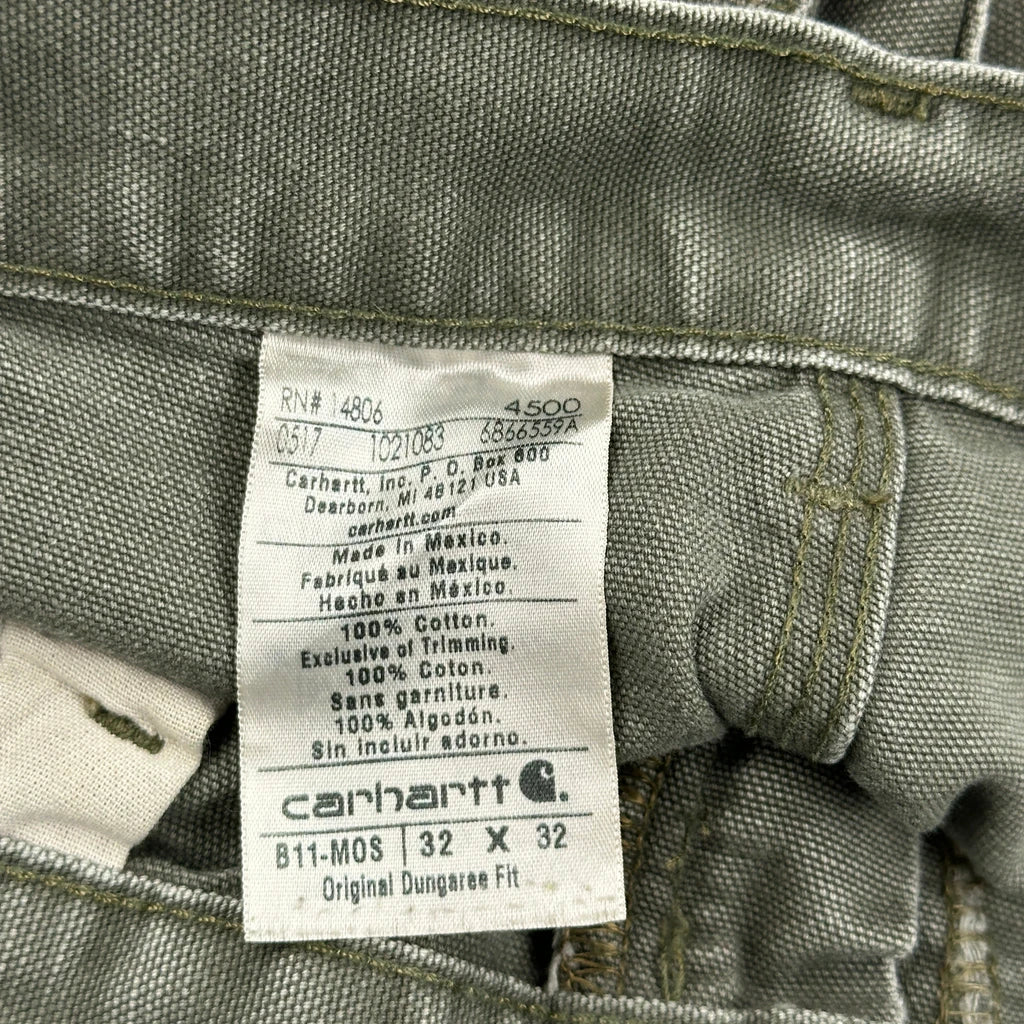 RN# 14806 4500
0517 1021083 6866559A
Carhartt, Inc. P. O. Box 600
Dearborn, MI 48121 USA
carhartt.com
Made in Mexico.
Fabriqué au Mexique.
Hecho en México.
100% Cotton.
Exclusive of Trimming.
100% Coton.
Sans garniture.
100% Algodón.
Sin incluir adorno.
carhartt
B11-MOS 32 X 32
Original Dungaree Fit